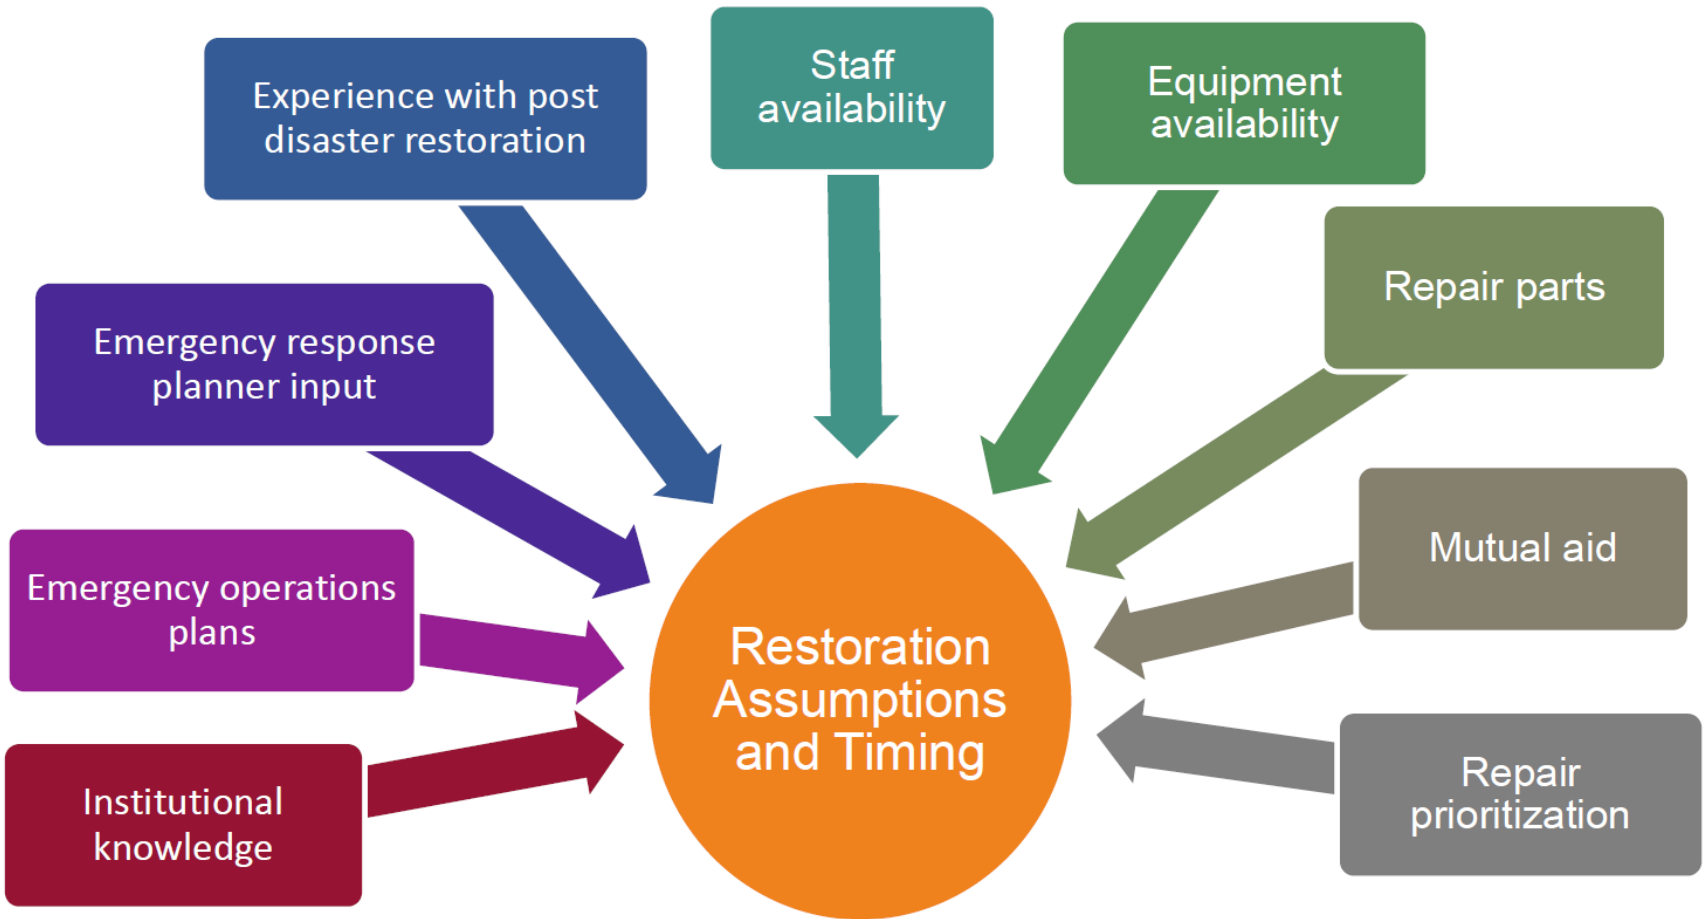 Experience with post
disaster restoration
Staff
availability
Equipment
availability
Repair parts
Emergency response
planner input
Mutual aid
Emergency operations
plans
Restoration
Assumptions
and Timing
Institutional
knowledge
Repair
prioritization